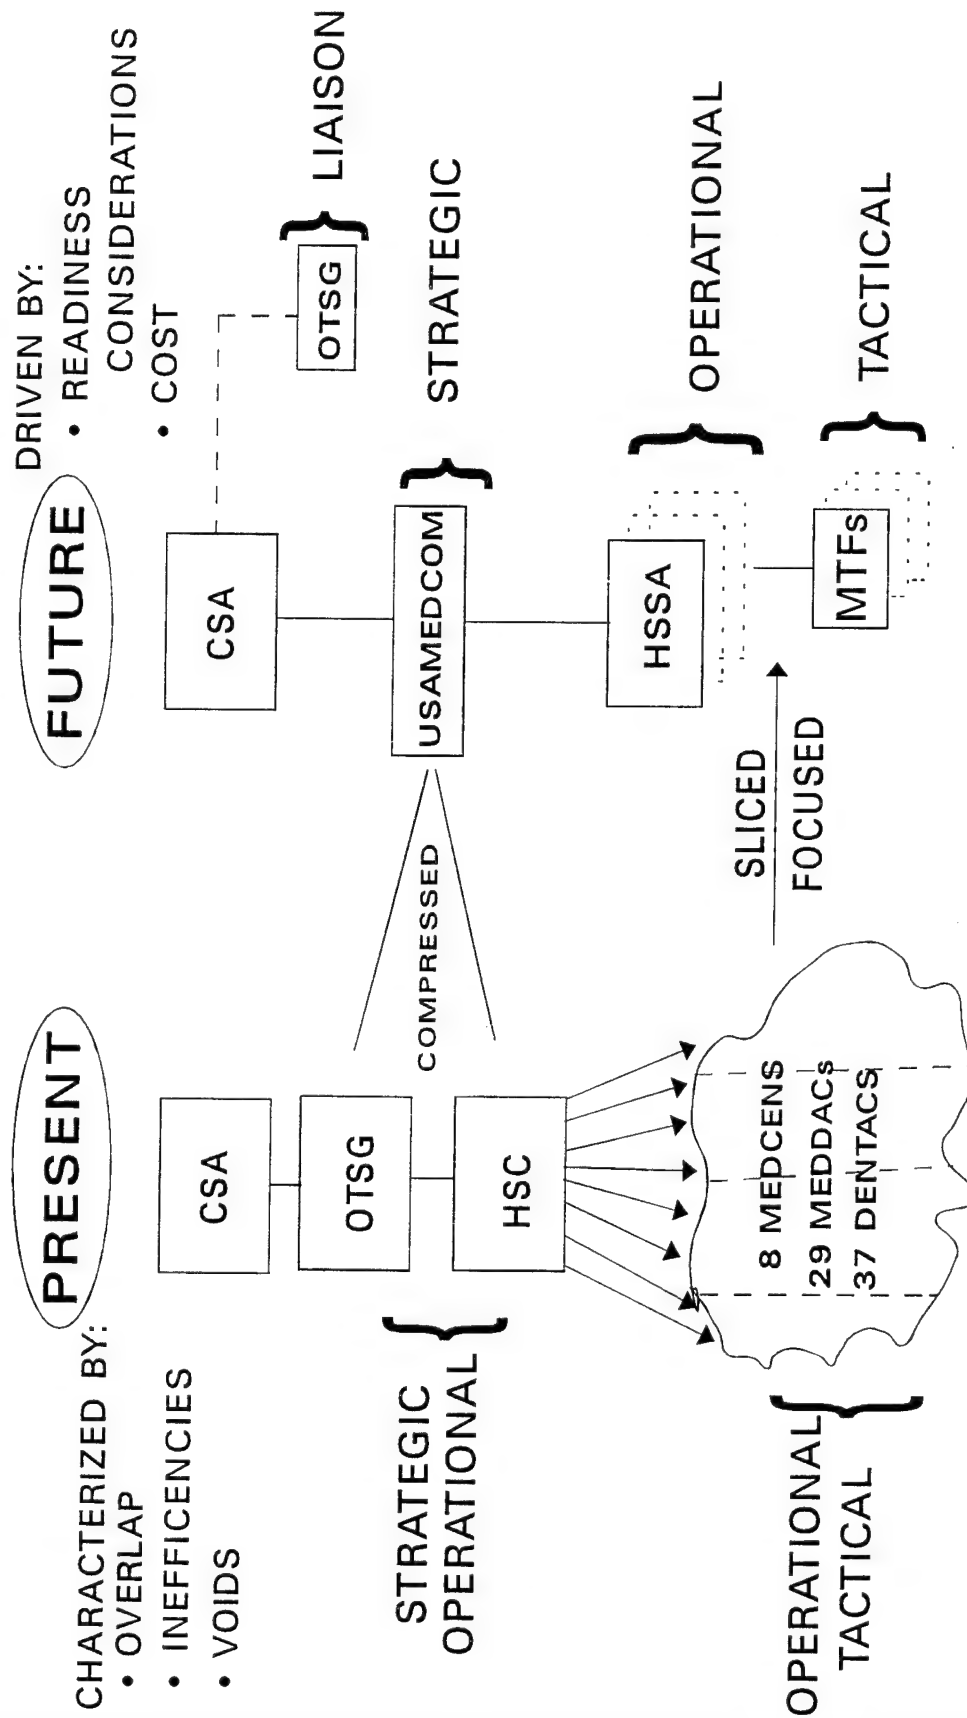 PRESENT
CHARACTERIZED BY:
• OVERLAP
• INEFFICENCIES
• VOIDS
CSA
OTSG
HSC
STRATEGIC
OPERATIONAL
8 MEDCENS
29 MEDDACs
37 DENTACS
OPERATIONAL
TACTICAL
COMPRESSED
SLICED
FOCUSED
FUTURE
DRIVEN BY:
• READINESS
CONSIDERATIONS
• COST
CSA
OTSG
LIAISON
USAMEDCOM
STRATEGIC
HSSA
OPERATIONAL
MTFs
TACTICAL